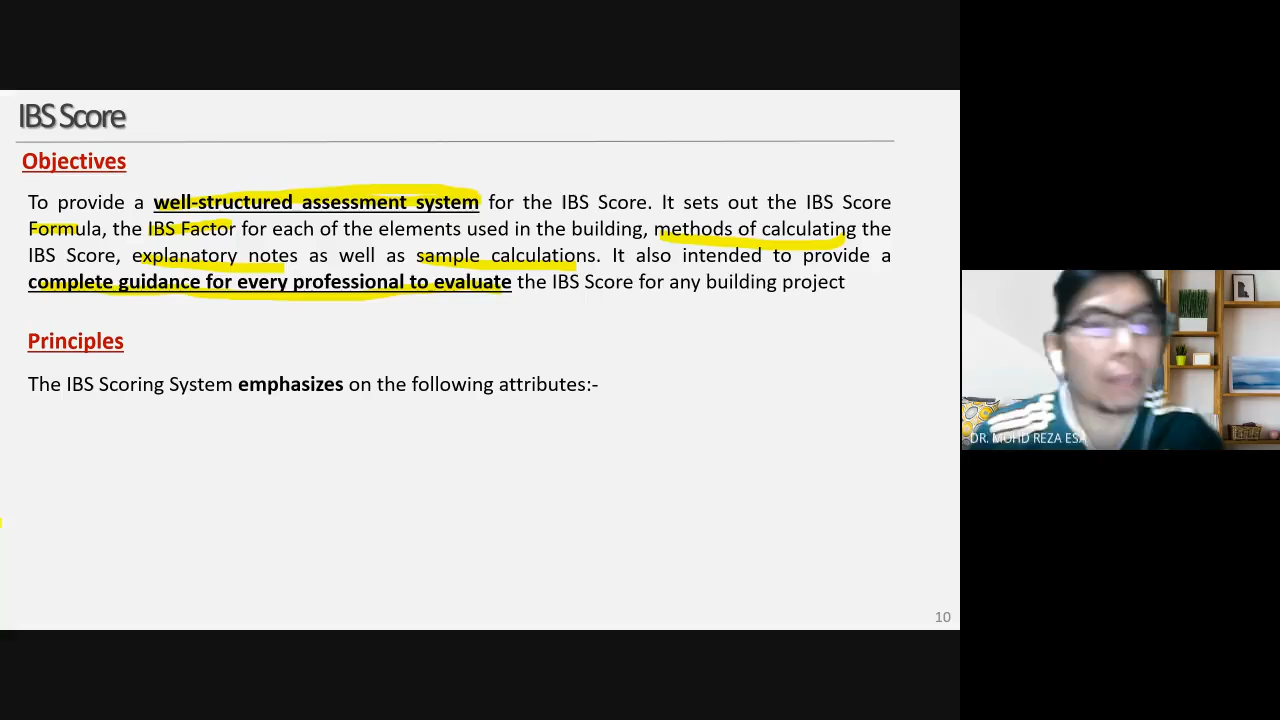 IBS Score
Objectives
To provide a well-structured assessment system for the IBS Score. It sets out the IBS Score
Formula, the IBS Factor for each of the elements used in the building, methods of calculating the
IBS Score, explanatory notes as well as sample calculations. It also intended to provide a
complete guidance for every professional to evaluate the IBS Score for any building project
Principles
The IBS Scoring System emphasizes on the following attributes:-
10
DR. MOHD REZA ESA